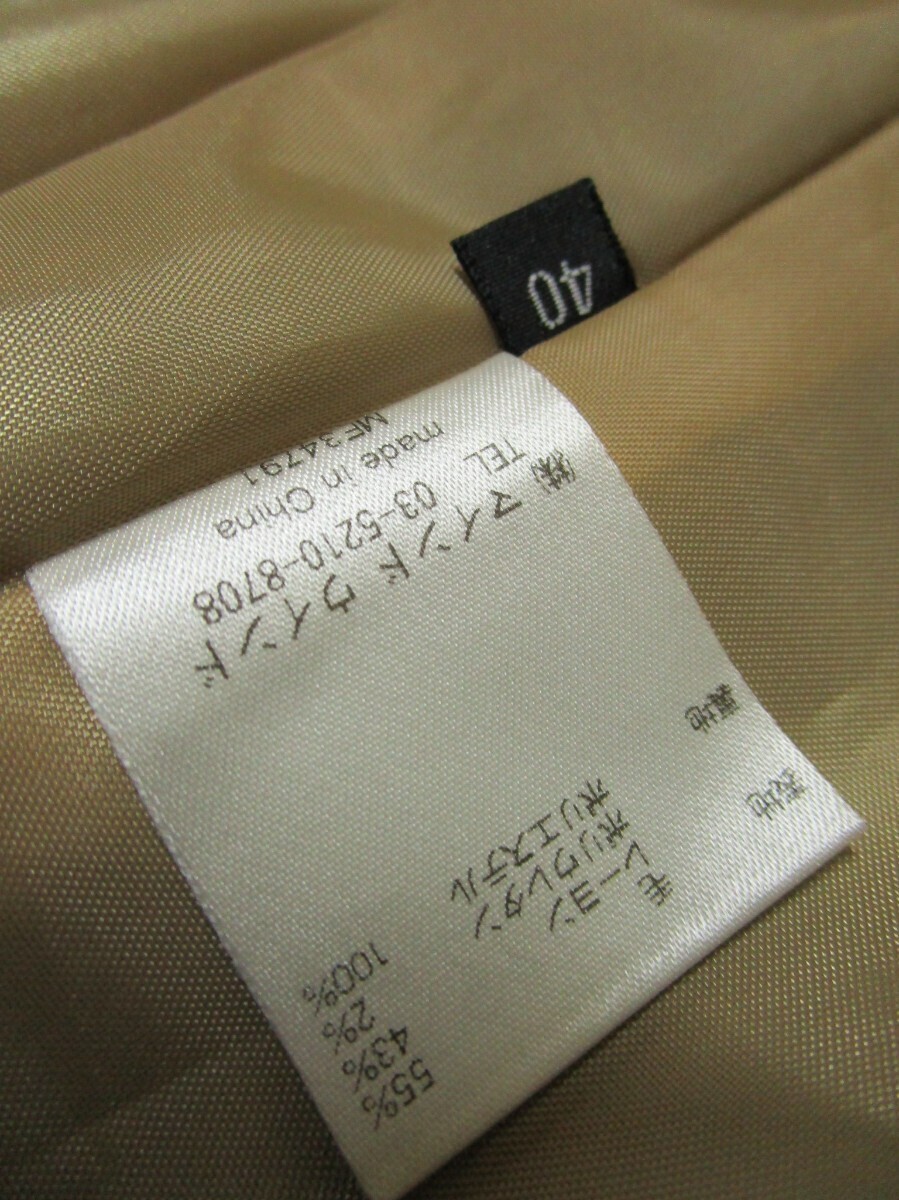 40
表地 毛 55%
レーヨン 43%
ポリウレタン 2%
裏地 ポリエステル 100%
㈱ マインド ウインド
TEL 03-5210-8708
made in China
MF34791